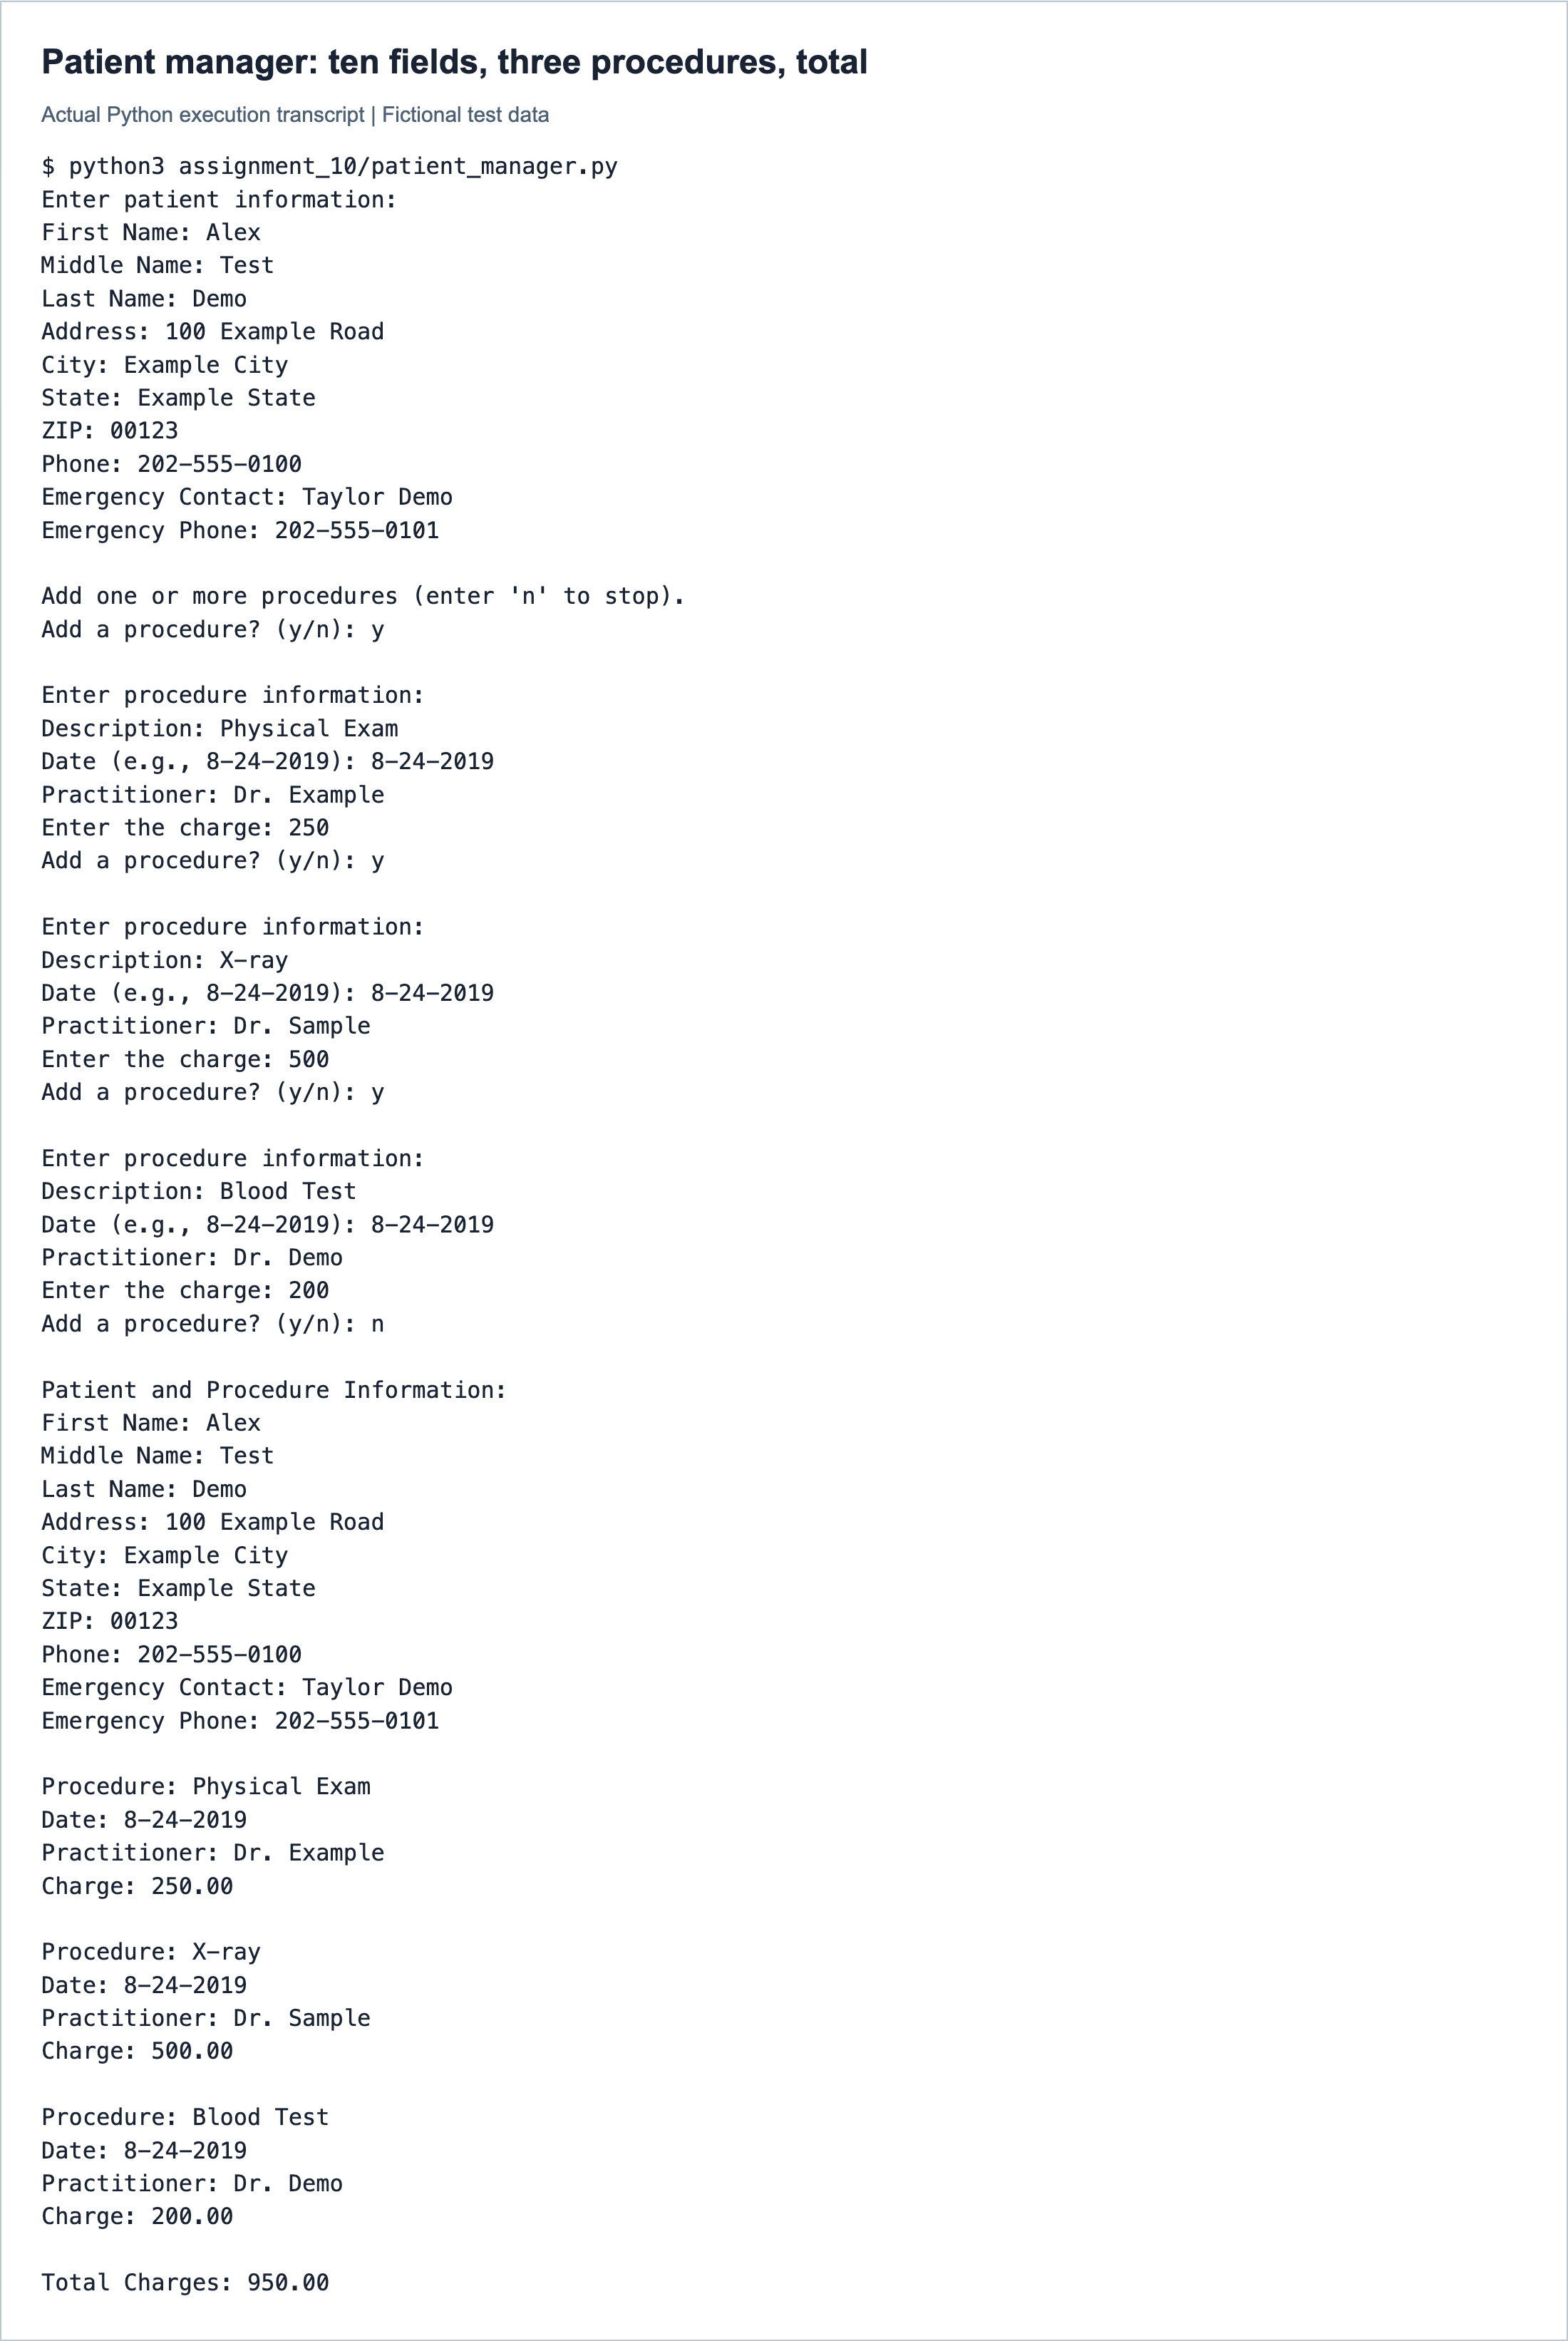 Patient manager: ten fields, three procedures, total
Actual Python execution transcript | Fictional test data
$ python3 assignment_10/patient_manager.py
Enter patient information:
First Name: Alex
Middle Name: Test
Last Name: Demo
Address: 100 Example Road
City: Example City
State: Example State
ZIP: 00123
Phone: 202-555-0100
Emergency Contact: Taylor Demo
Emergency Phone: 202-555-0101
Add one or more procedures (enter 'n' to stop).
Add a procedure? (y/n): y
Enter procedure information:
Description: Physical Exam
Date (e.g., 8-24-2019): 8-24-2019
Practitioner: Dr. Example
Enter the charge: 250
Add a procedure? (y/n): y
Enter procedure information:
Description: X-ray
Date (e.g., 8-24-2019): 8-24-2019
Practitioner: Dr. Sample
Enter the charge: 500
Add a procedure? (y/n): y
Enter procedure information:
Description: Blood Test
Date (e.g., 8-24-2019): 8-24-2019
Practitioner: Dr. Demo
Enter the charge: 200
Add a procedure? (y/n): n
Patient and Procedure Information:
First Name: Alex
Middle Name: Test
Last Name: Demo
Address: 100 Example Road
City: Example City
State: Example State
ZIP: 00123
Phone: 202-555-0100
Emergency Contact: Taylor Demo
Emergency Phone: 202-555-0101
Procedure: Physical Exam
Date: 8-24-2019
Practitioner: Dr. Example
Charge: 250.00
Procedure: X-ray
Date: 8-24-2019
Practitioner: Dr. Sample
Charge: 500.00
Procedure: Blood Test
Date: 8-24-2019
Practitioner: Dr. Demo
Charge: 200.00
Total Charges: 950.00